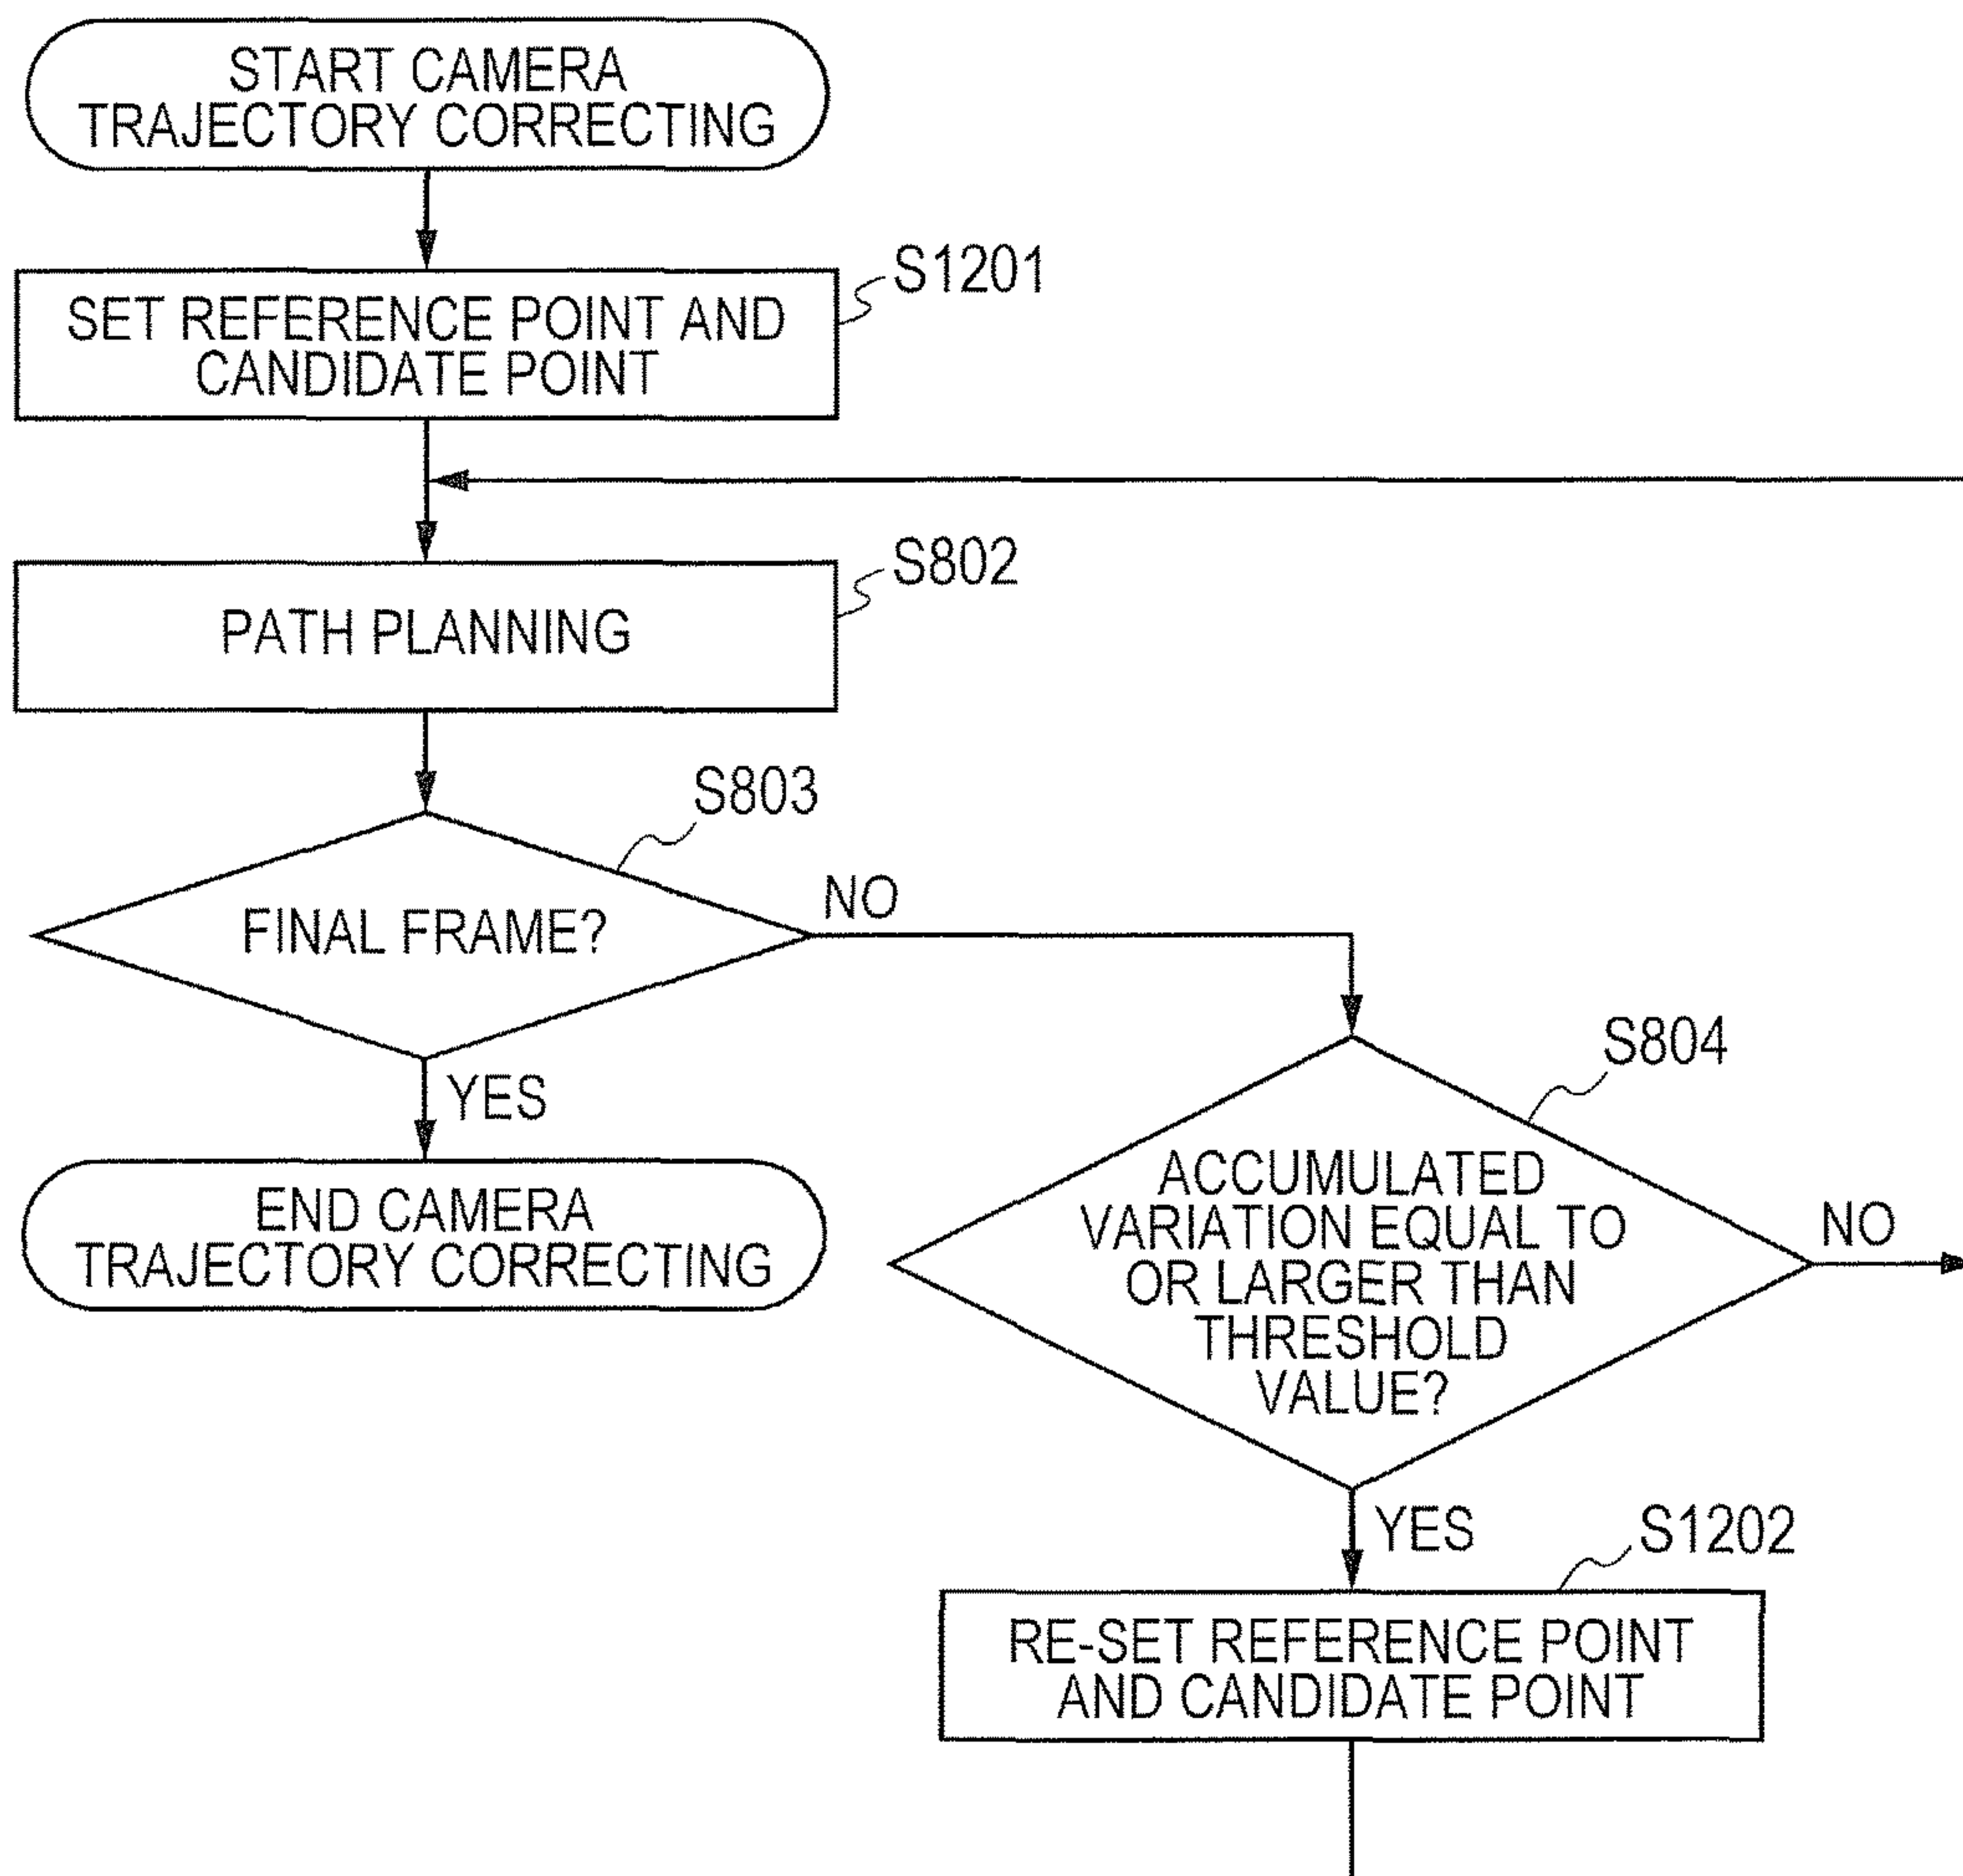 START CAMERA
TRAJECTORY CORRECTING
S1201
SET REFERENCE POINT AND
CANDIDATE POINT
S802
PATH PLANNING
S803
FINAL FRAME?
NO
YES
END CAMERA
TRAJECTORY CORRECTING
S804
ACCUMULATED
VARIATION EQUAL TO
OR LARGER THAN
THRESHOLD
VALUE?
NO
YES
S1202
RE-SET REFERENCE POINT
AND CANDIDATE POINT